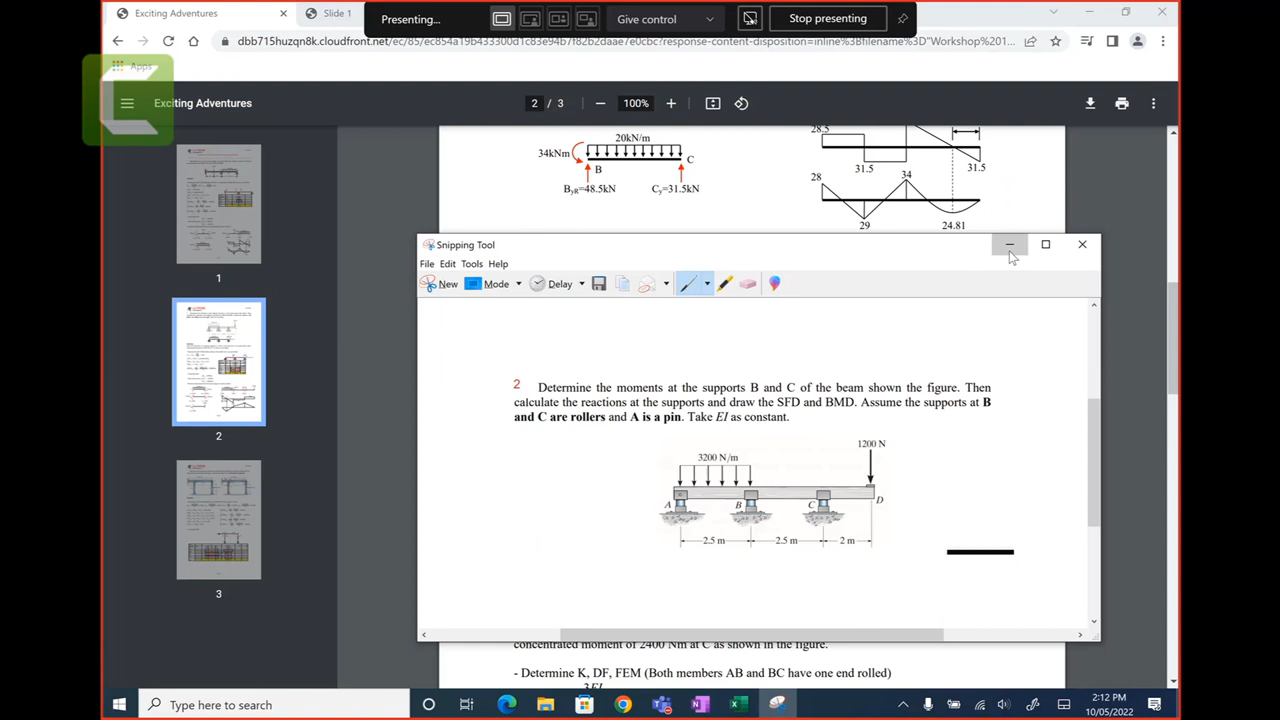 Exciting Adventures
Slide 1
Presenting...
Give control
Stop presenting
dbb715huzqn8k.cloudfront.net/ec/85/ec854a19b4333300d1c83e94b7f182b2daae7e0cbc?response-content-disposition=inline%3Bfilename%3D"Workshop%201...
Apps
Exciting Adventures
2 / 3
100%
1
2
3
20kN/m
34kNm
B
C
ByR=48.5kN
Cy=31.5kN
28.5
31.5
31.5
34
28
29
24.81
Snipping Tool
File Edit Tools Help
New Mode Delay
2 Determine the moments at the supports B and C of the beam shown the figure. Then
calculate the reactions at the supports and draw the SFD and BMD. Assume the supports at B
and C are rollers and A is a pin. Take EI as constant.
1200 N
3200 N/m
A
B
C
D
2.5 m
2.5 m
2 m
concentrated moment of 2400 Nm at C as shown in the figure.
- Determine K, DF, FEM (Both members AB and BC have one end rolled)
3EI
Type here to search
2:12 PM
10/05/2022